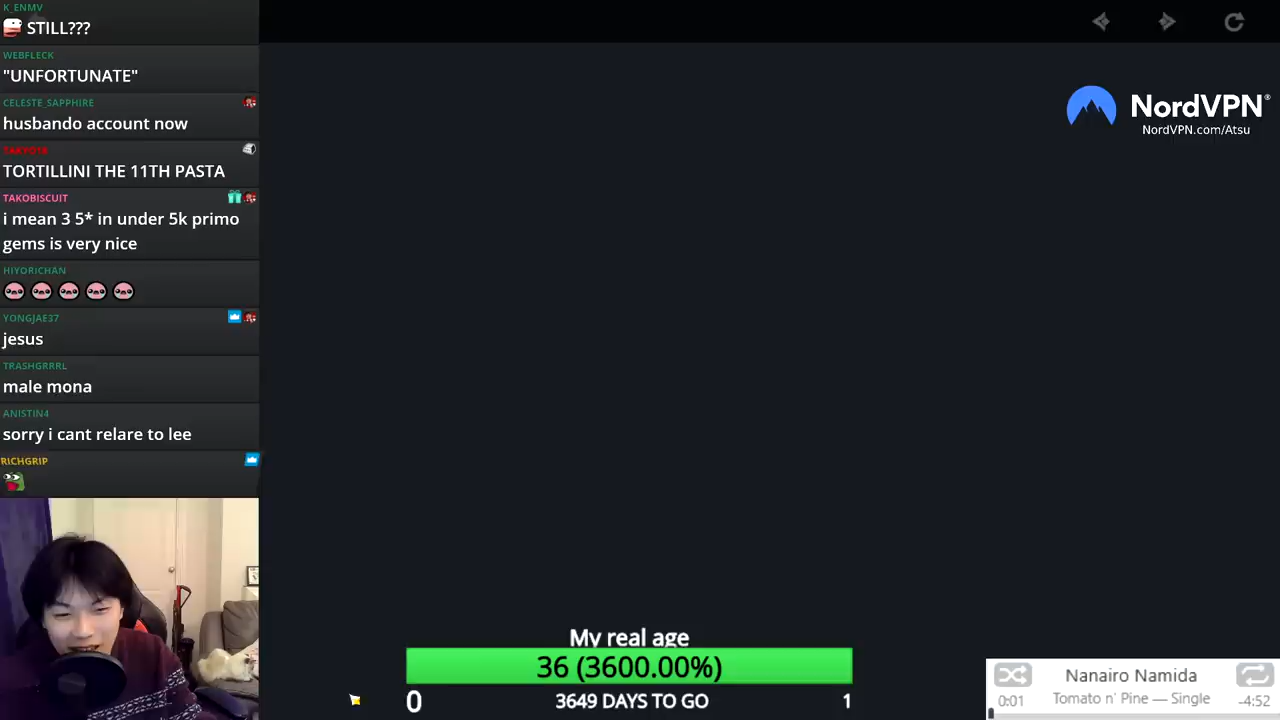 K_ENMV
STILL???
WEBFLECK
"UNFORTUNATE"
CELESTE_SAPPHIRE
husbando account now
TORTILLINI THE 11TH PASTA
TAKOBISCUIT
i mean 3 5* in under 5k primo
gems is very nice
HIYORICHAN
YONGJAE37
jesus
TRASHGRRRL
male mona
ANISTIN4
sorry i cant relare to lee
RICHGRIP
NordVPN®
NordVPN.com/Atsu
My real age
36 (3600.00%)
0
3649 DAYS TO GO
1
Nanairo Namida
0:01
Tomato n' Pine — Single
-4:52